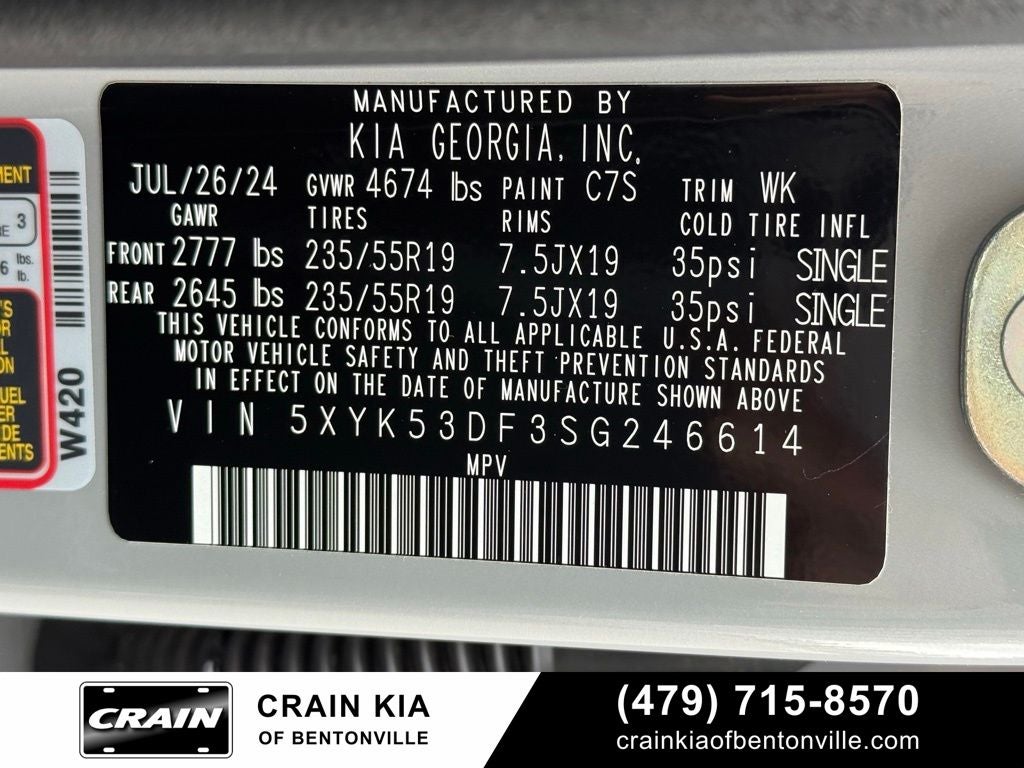 MANUFACTURED BY
KIA GEORGIA, INC.
JUL/26/24 GVWR 4674 lbs PAINT C7S TRIM WK
GAWR TIRES RIMS COLD TIRE INFL
FRONT 2777 lbs 235/55R19 7.5JX19 35psi SINGLE
REAR 2645 lbs 235/55R19 7.5JX19 35psi SINGLE
THIS VEHICLE CONFORMS TO ALL APPLICABLE U.S.A. FEDERAL
MOTOR VEHICLE SAFETY AND THEFT PREVENTION STANDARDS
IN EFFECT ON THE DATE OF MANUFACTURE SHOWN ABOVE
VIN 5XYK53DF3SG246614
MPV
3
lbs.
lb.
W420
CRAIN
CRAIN KIA
OF BENTONVILLE
(479) 715-8570
crainkiaofbentonville.com